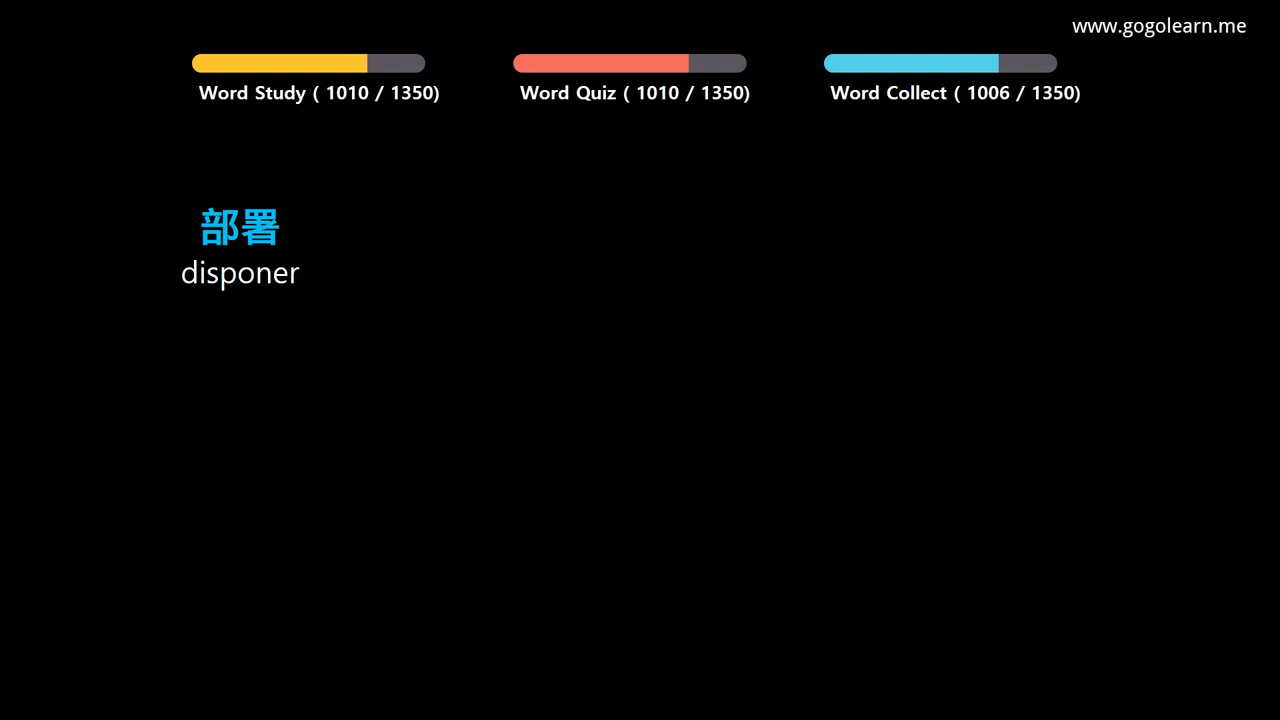 www.gogolearn.me
Word Study ( 1010 / 1350)
Word Quiz ( 1010 / 1350)
Word Collect ( 1006 / 1350)
部署
disponer